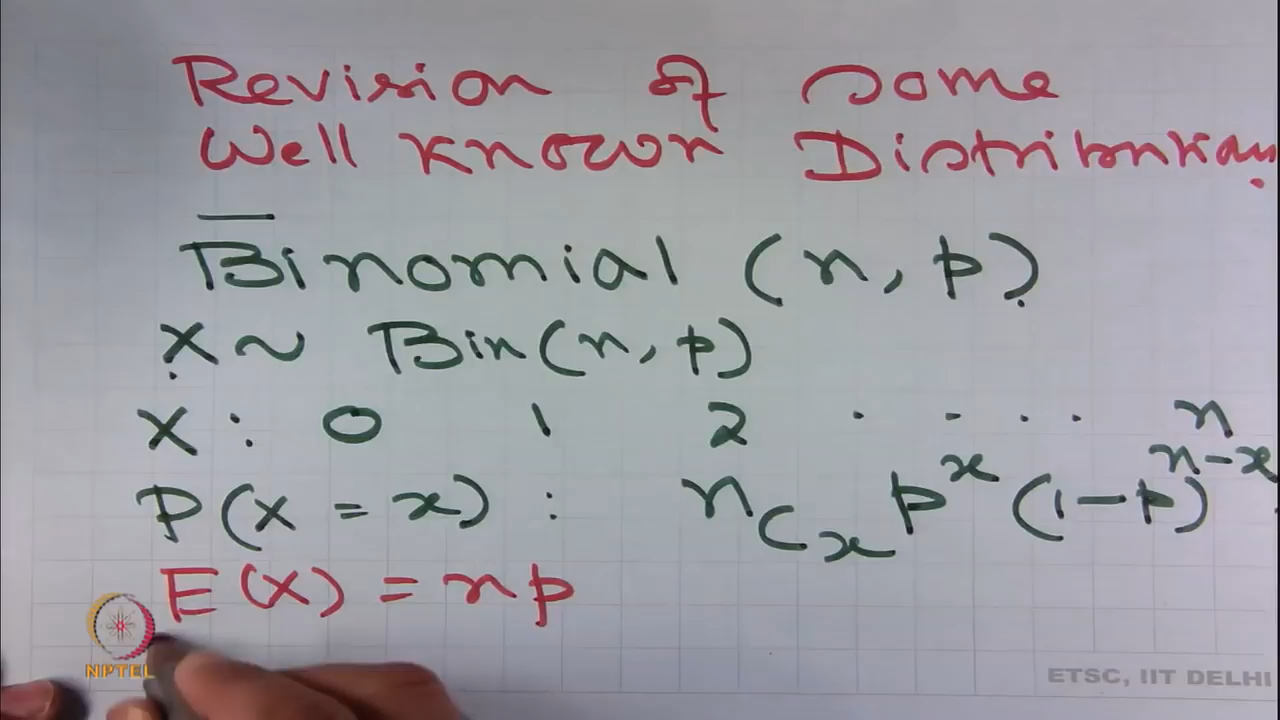 Revision of some
Well known Distributions
Binomial (n, p)
X ~ Bin(n, p)
X : 0 1 2 . . . . n
P(X = x) : nCx p^x (1-p)^n-x
E(X) = np
NPTEL
ETSC, IIT DELHI